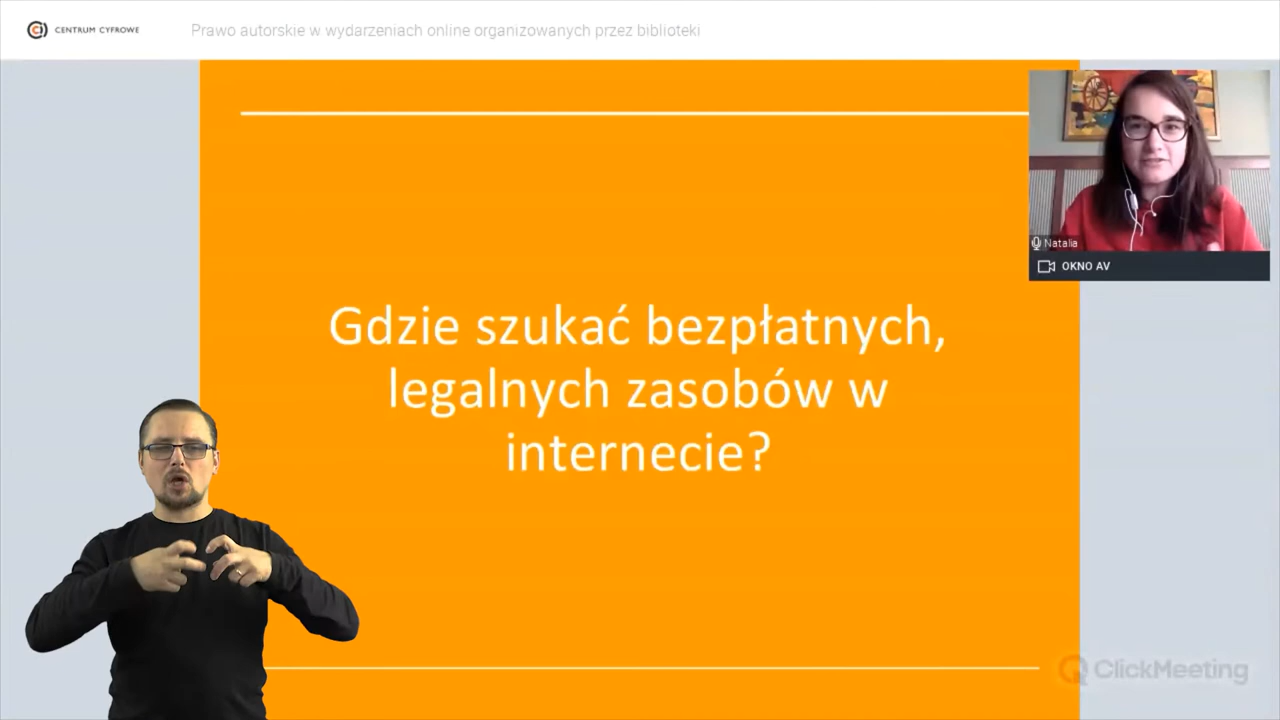 CENTRUM CYFROWE
Prawo autorskie w wydarzeniach online organizowanych przez biblioteki
Natalia
OKNO AV
Gdzie szukać bezpłatnych,
legalnych zasobów w
internecie?
ClickMeeting